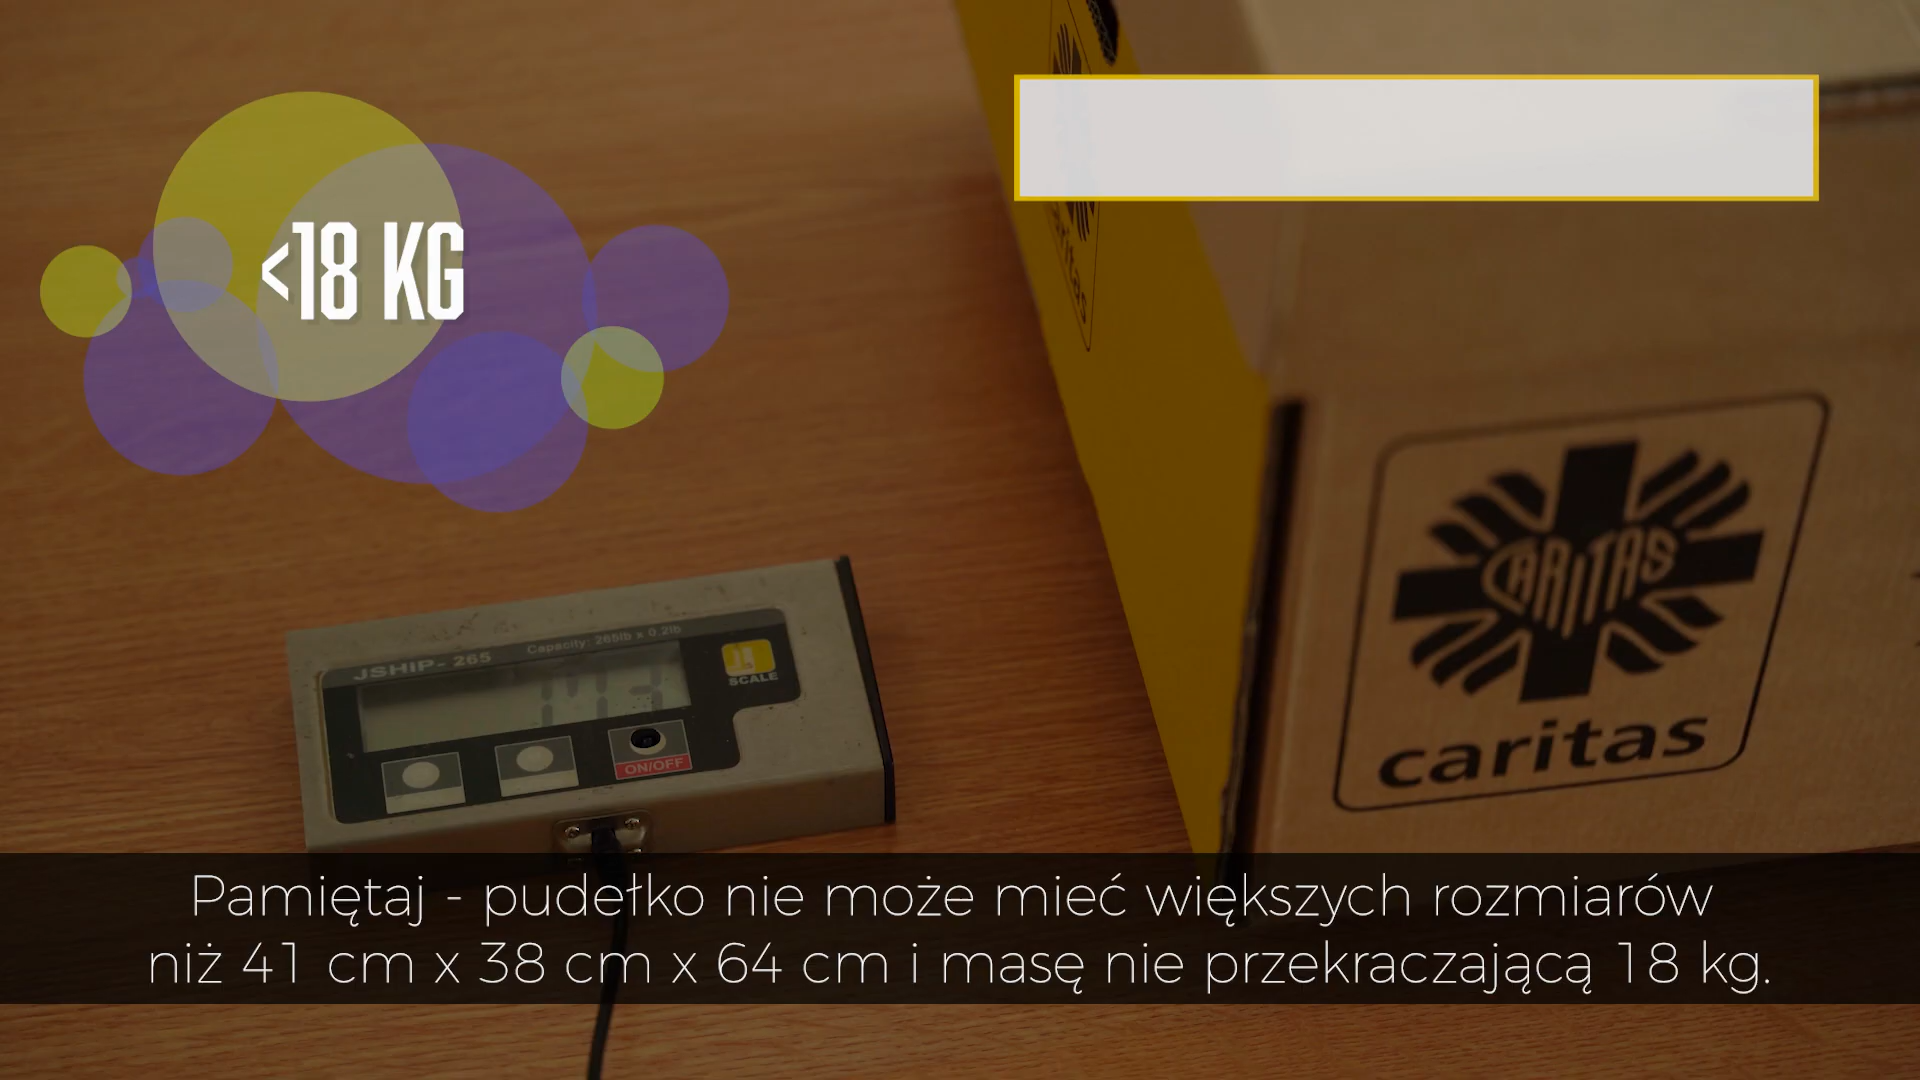 <18 KG
CARITAS
caritas
JSHIP-265
Capacity: 265lb x 0.2lb
SCALE
ON/OFF
Pamiętaj - pudełko nie może mieć większych rozmiarów
niż 41 cm x 38 cm x 64 cm i masę nie przekraczającą 18 kg.